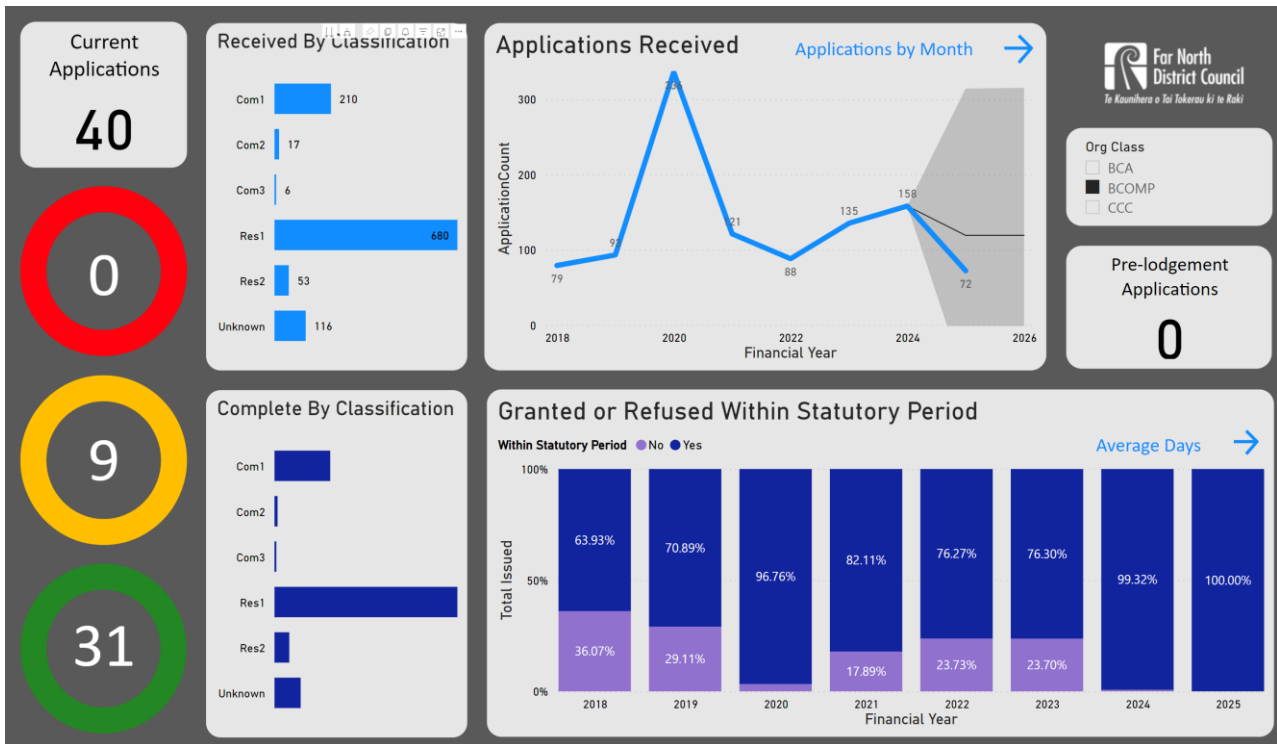 Current
Applications
40
0
9
31
Received By Classification
Com1
210
Com2
17
Com3
6
Res1
680
Res2
53
Unknown
116
Applications Received
Applications by Month
ApplicationCount
300
200
100
0
79
121
88
135
158
72
2018
2020
2022
2024
2026
Financial Year
Far North
District Council
Te Kaunihera o Tai Tokerau ki te Raki
Org Class
BCA
BCOMP
CCC
Pre-lodgement
Applications
0
Complete By Classification
Com1
Com2
Com3
Res1
Res2
Unknown
Granted or Refused Within Statutory Period
Within Statutory Period No Yes
Average Days
Total Issued
100%
50%
0%
63.93%
70.89%
96.76%
82.11%
76.27%
76.30%
99.32%
100.00%
36.07%
29.11%
17.89%
23.73%
23.70%
2018
2019
2020
2021
2022
2023
2024
2025
Financial Year